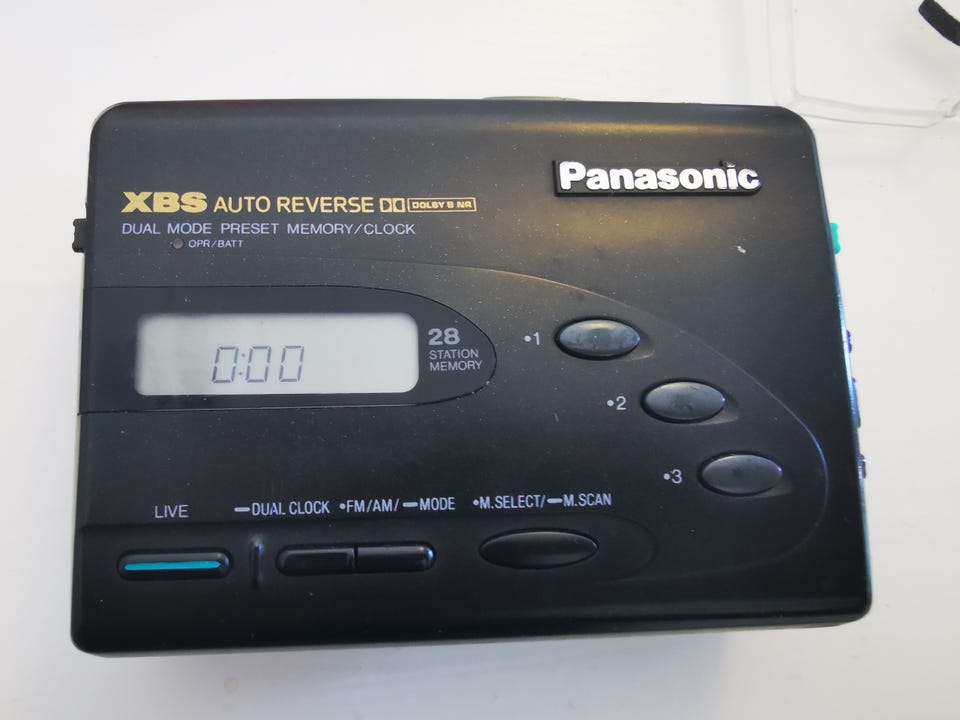 Panasonic
XBS AUTO REVERSE DOLBY B NR
DUAL MODE PRESET MEMORY/CLOCK
OPR/BATT
0:00
28
STATION
MEMORY
•1
•2
•3
LIVE
—DUAL CLOCK •FM/AM/—MODE •M.SELECT/—M.SCAN